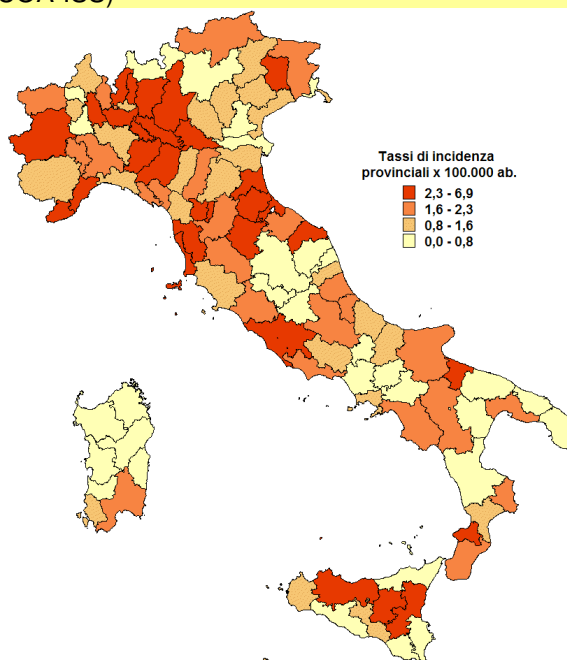 Tassi di incidenza
provinciali x 100.000 ab.
2,3 - 6,9
1,6 - 2,3
0,8 - 1,6
0,0 - 0,8